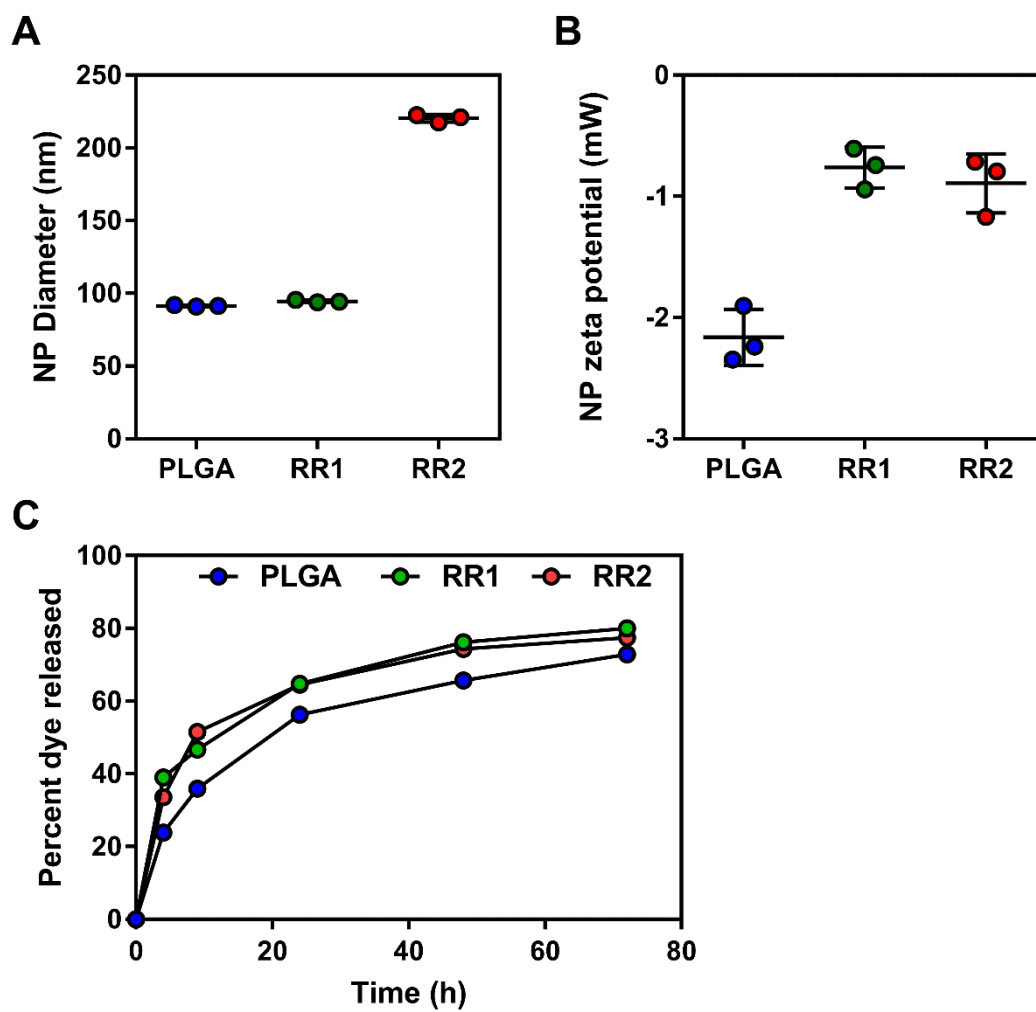 A
NP Diameter (nm)
250
200
150
100
50
0
PLGA RR1 RR2
B
NP zeta potential (mW)
0
-1
-2
-3
PLGA RR1 RR2
C
Percent dye released
100
80
60
40
20
0
PLGA RR1 RR2
0 20 40 60 80
Time (h)